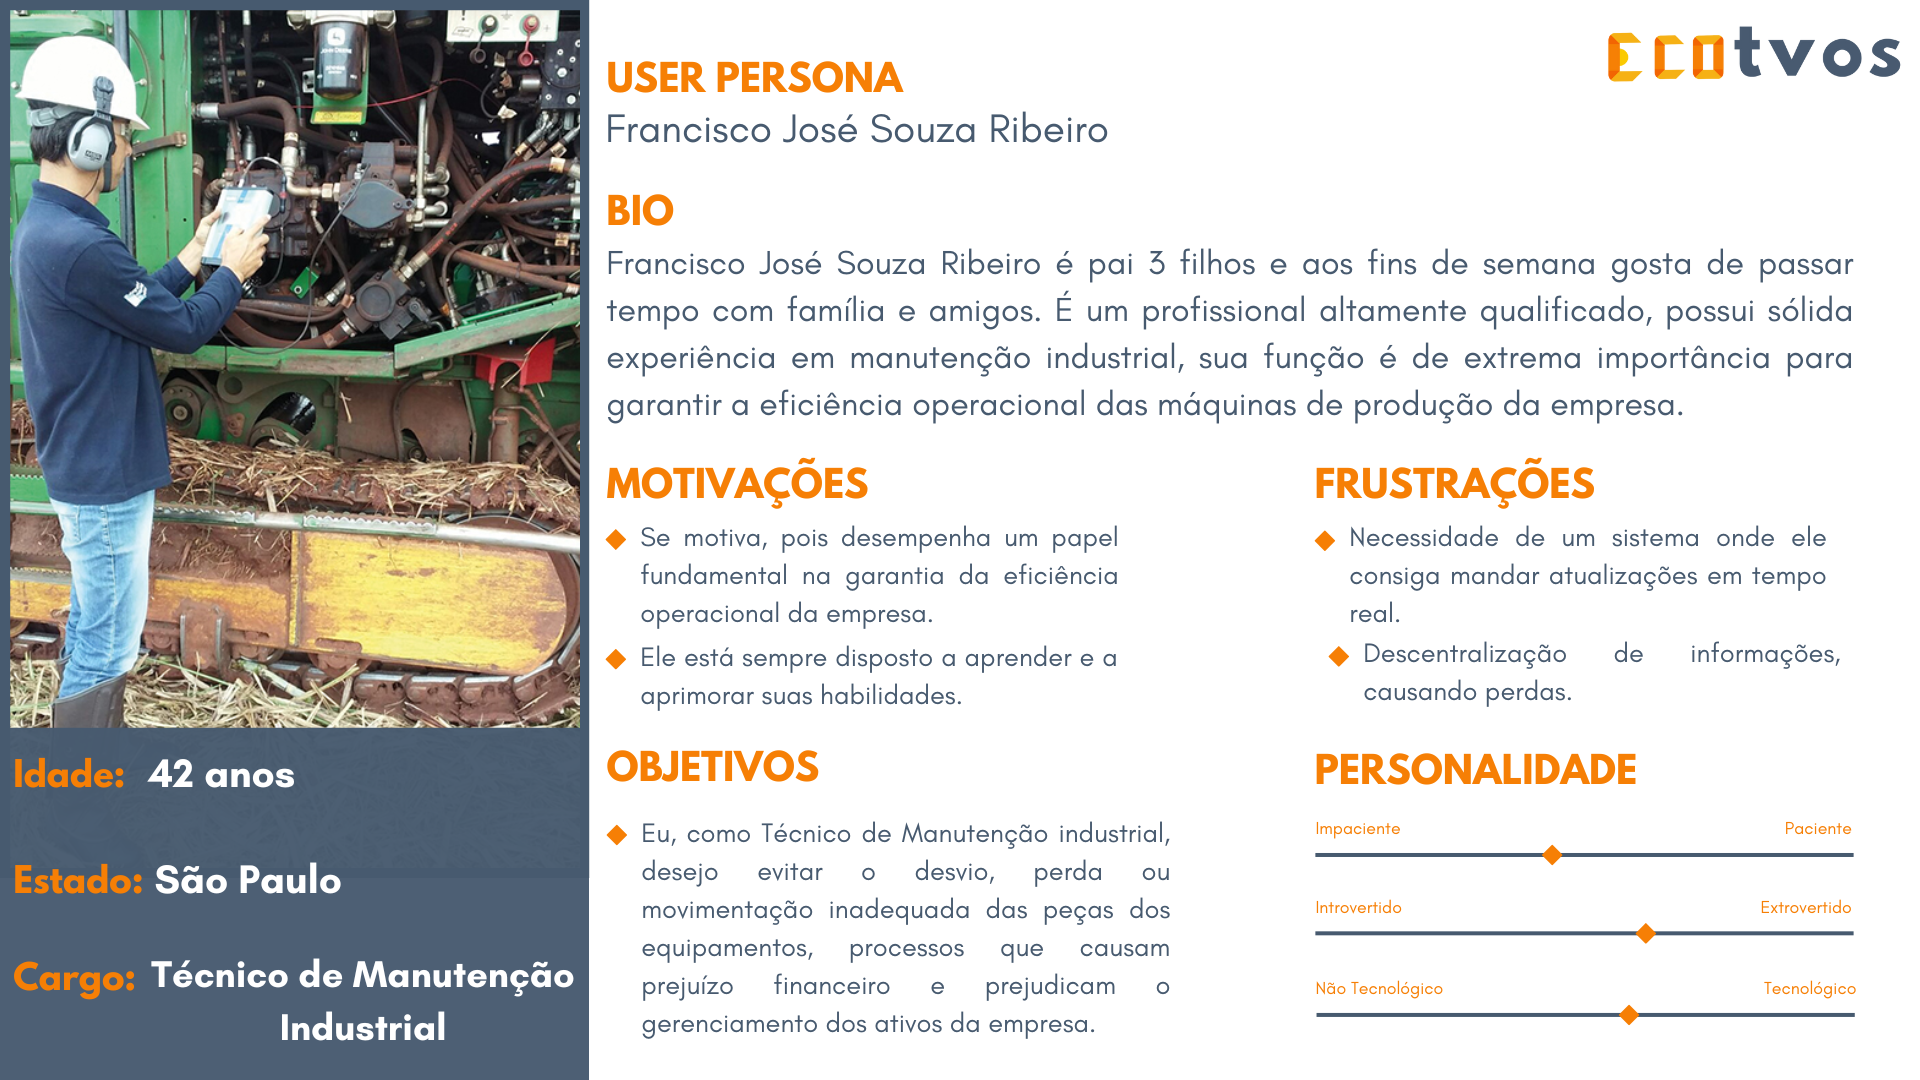 ecotvos
USER PERSONA
Francisco José Souza Ribeiro
BIO
Francisco José Souza Ribeiro é pai 3 filhos e aos fins de semana gosta de passar
tempo com família e amigos. É um profissional altamente qualificado, possui sólida
experiência em manutenção industrial, sua função é de extrema importância para
garantir a eficiência operacional das máquinas de produção da empresa.
MOTIVAÇÕES
Se motiva, pois desempenha um papel
fundamental na garantia da eficiência
operacional da empresa.
Ele está sempre disposto a aprender e a
aprimorar suas habilidades.
FRUSTRAÇÕES
Necessidade de um sistema onde ele
consiga mandar atualizações em tempo
real.
Descentralização de informações,
causando perdas.
OBJETIVOS
Eu, como Técnico de Manutenção industrial,
desejo evitar o desvio, perda ou
movimentação inadequada das peças dos
equipamentos, processos que causam
prejuízo financeiro e prejudicam o
gerenciamento dos ativos da empresa.
PERSONALIDADE
Impaciente Paciente
Introvertido Extrovertido
Não Tecnológico Tecnológico
Idade: 42 anos
Estado: São Paulo
Cargo: Técnico de Manutenção
Industrial
JOHN DEERE